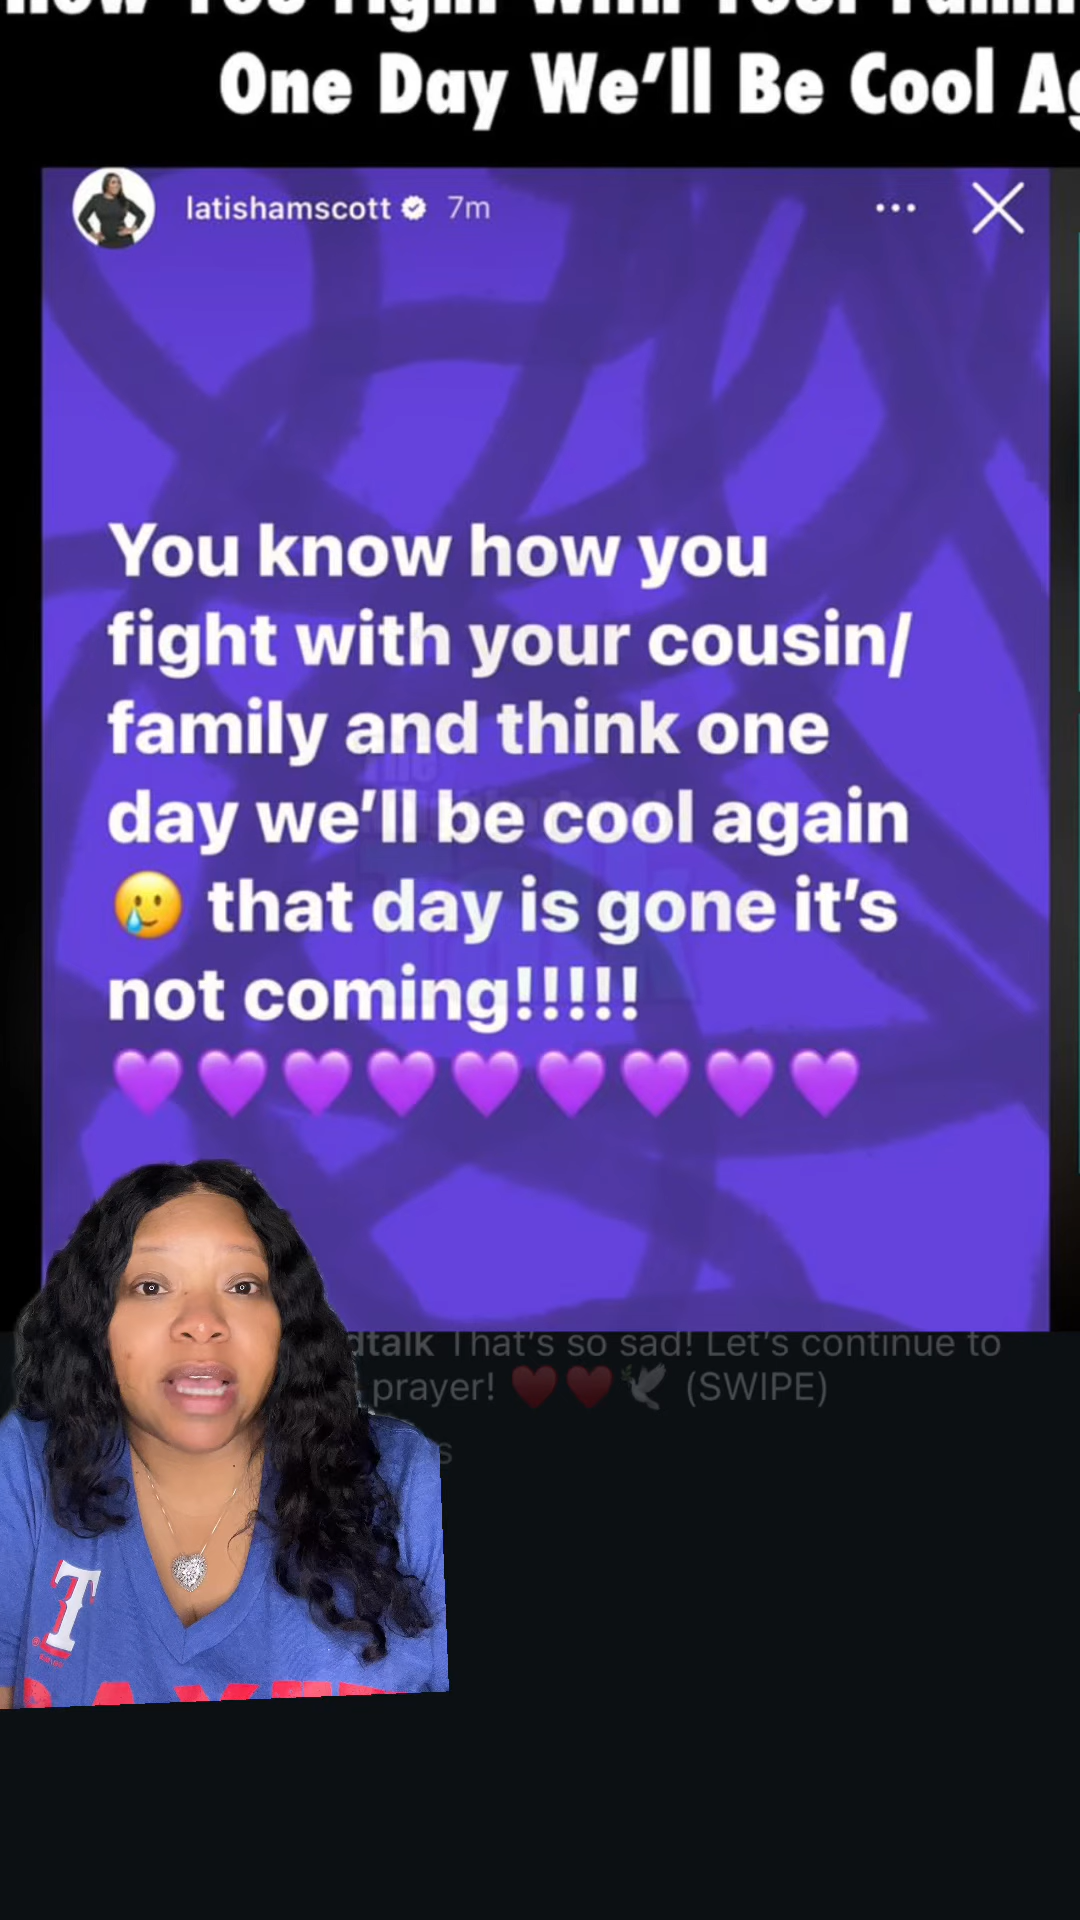 One Day We'll Be Cool Ag
latishamscott 7m
You know how you
fight with your cousin/
family and think one
day we'll be cool again
🥲 that day is gone it's
not coming!!!!!
💜💜💜💜💜💜💜💜💜
dtalk That's so sad! Let's continue to
prayer! ❤️❤️🕊️ (SWIPE)
s
T